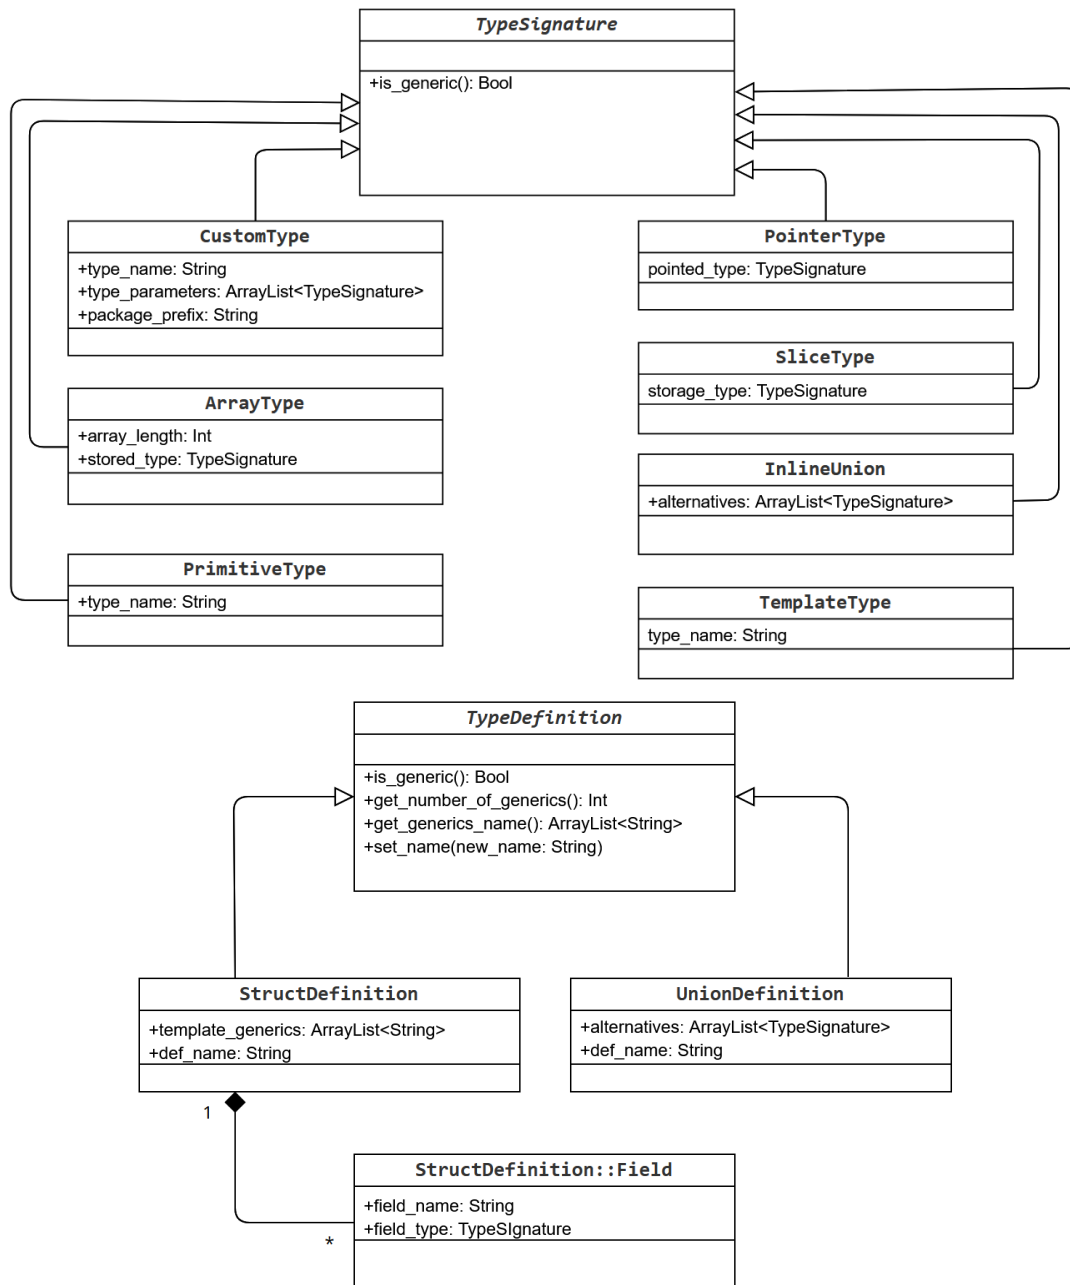 TypeSignature
+is_generic(): Bool
CustomType
+type_name: String
+type_parameters: ArrayList<TypeSignature>
+package_prefix: String
PointerType
pointed_type: TypeSignature
SliceType
storage_type: TypeSignature
ArrayType
+array_length: Int
+stored_type: TypeSignature
InlineUnion
+alternatives: ArrayList<TypeSignature>
PrimitiveType
+type_name: String
TemplateType
type_name: String
TypeDefinition
+is_generic(): Bool
+get_number_of_generics(): Int
+get_generics_name(): ArrayList<String>
+set_name(new_name: String)
StructDefinition
+template_generics: ArrayList<String>
+def_name: String
UnionDefinition
+alternatives: ArrayList<TypeSignature>
+def_name: String
1
StructDefinition::Field
+field_name: String
+field_type: TypeSIgnature
*